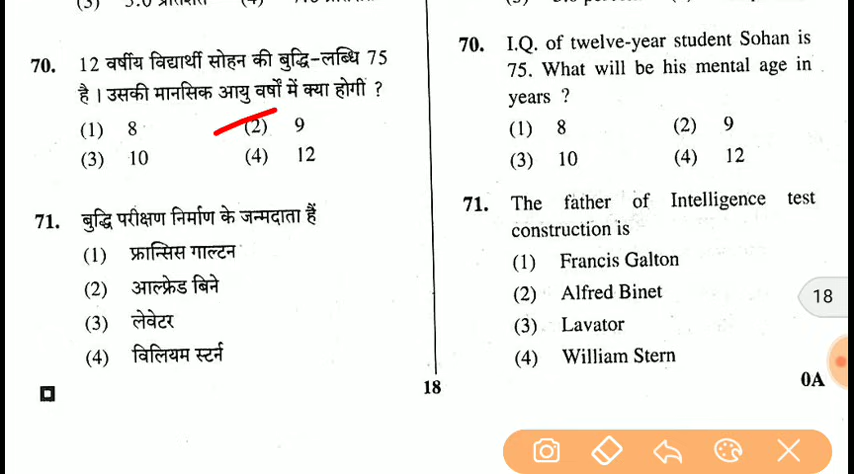 70. 12 वर्षीय विद्यार्थी सोहन की बुद्धि-लब्धि 75
है । उसकी मानसिक आयु वर्षों में क्या होगी ?
(1) 8 (2) 9
(3) 10 (4) 12
71. बुद्धि परीक्षण निर्माण के जन्मदाता हैं
(1) फ्रान्सिस गाल्टन
(2) आल्फ्रेड बिने
(3) लेवेटर
(4) विलियम स्टर्न
70. I.Q. of twelve-year student Sohan is
75. What will be his mental age in
years ?
(1) 8 (2) 9
(3) 10 (4) 12
71. The father of Intelligence test
construction is
(1) Francis Galton
(2) Alfred Binet
(3) Lavator
(4) William Stern
18
18
0A